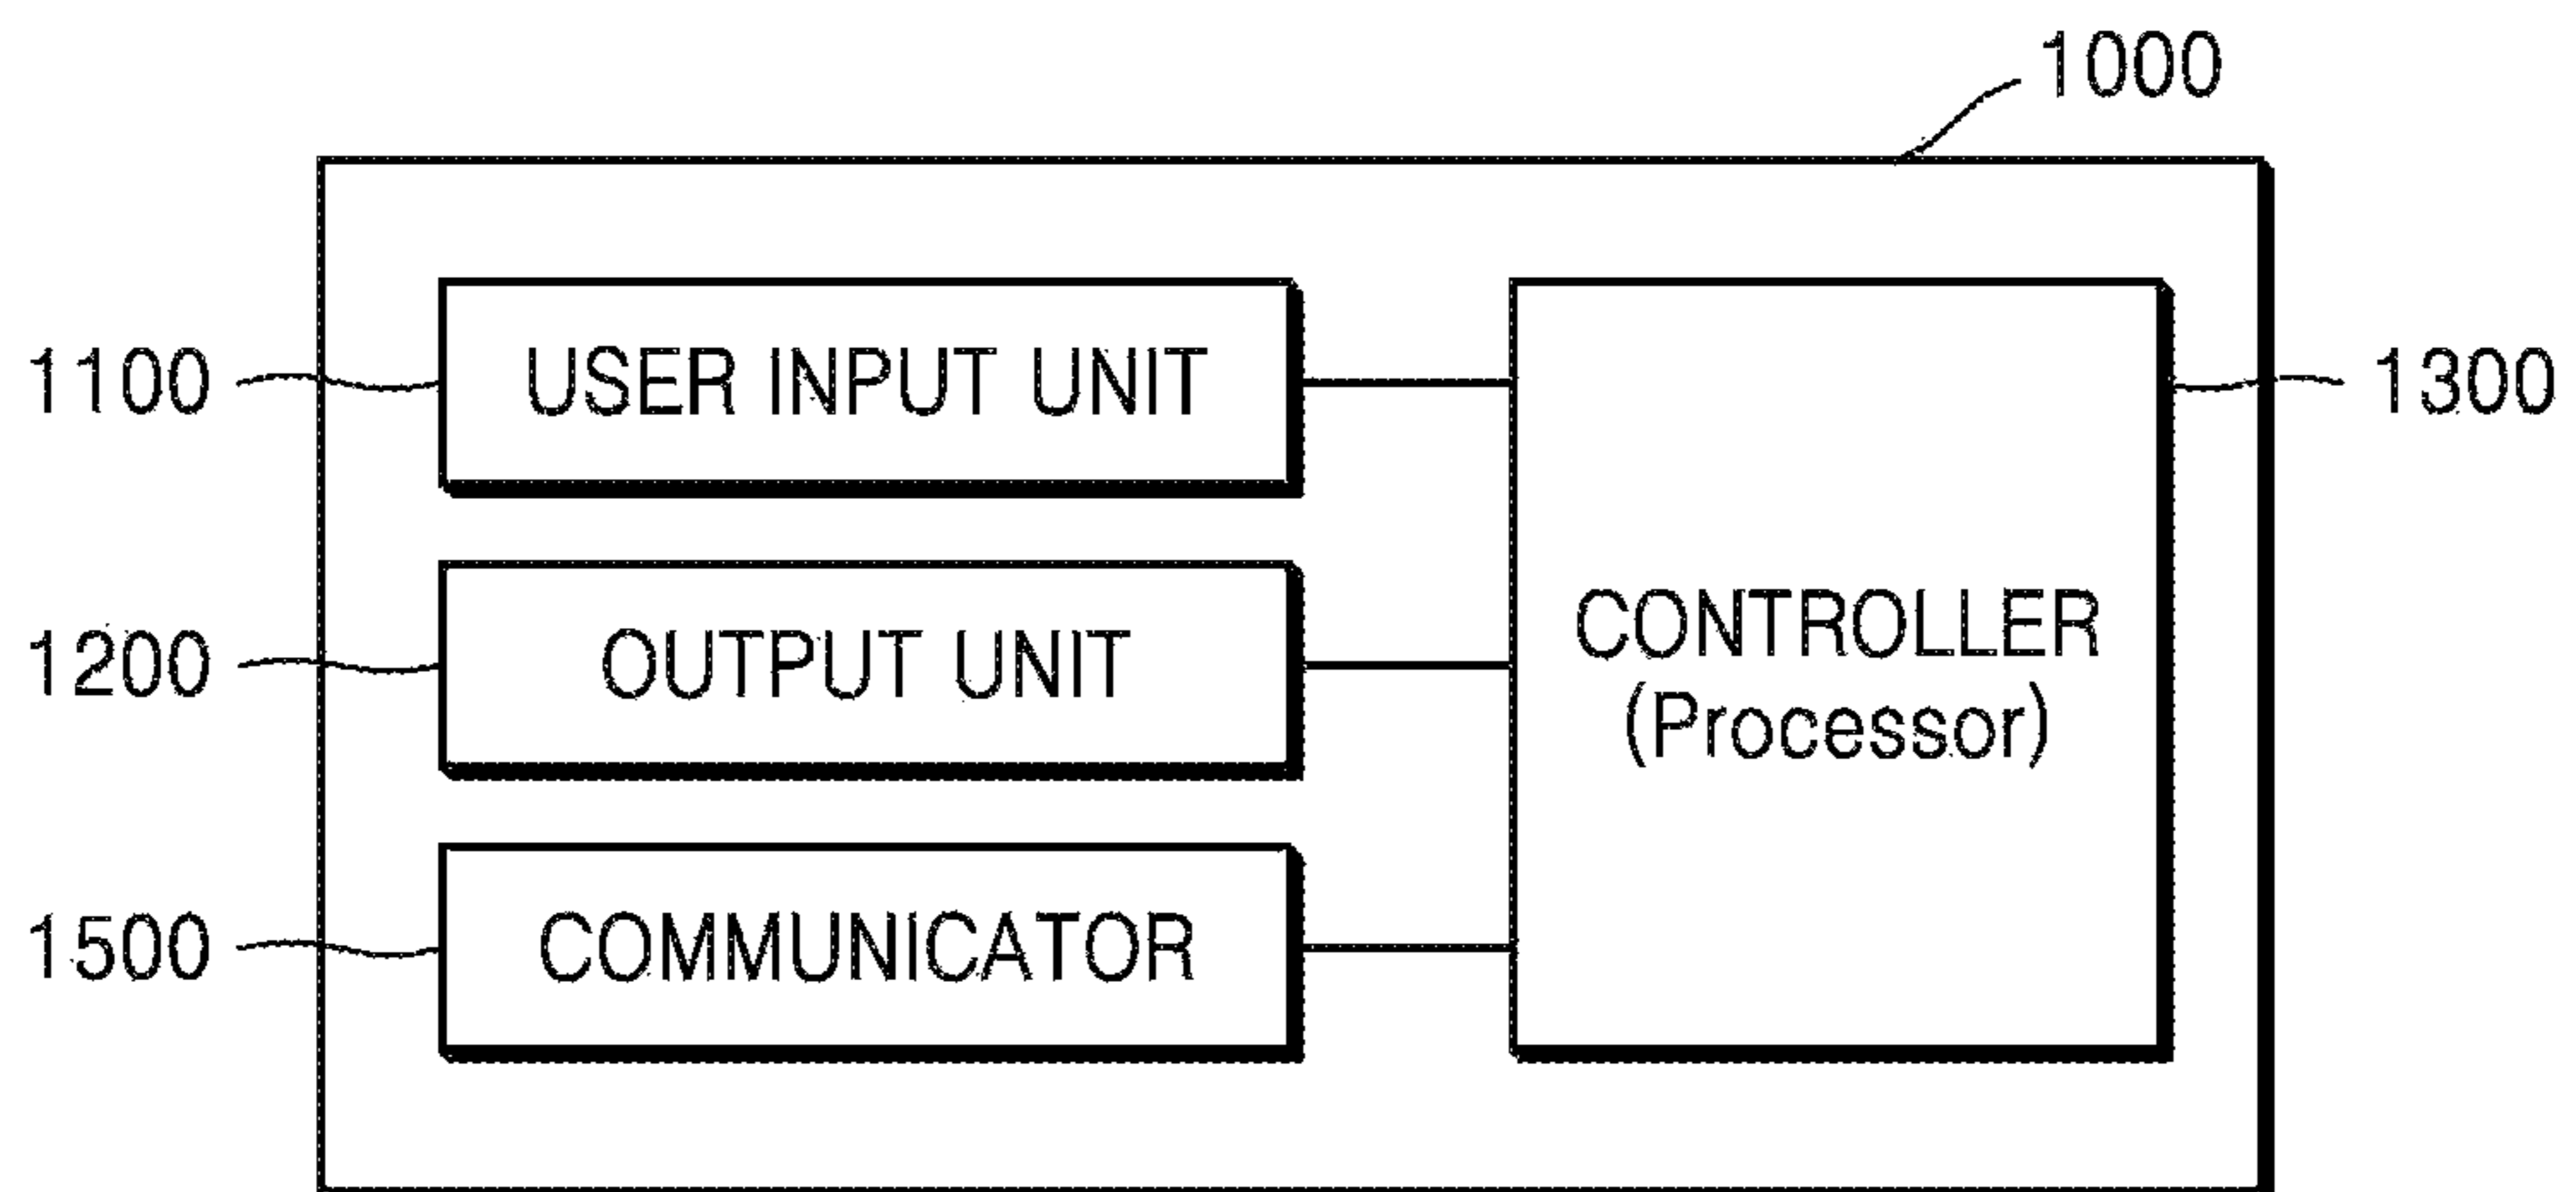 1000
1100
USER INPUT UNIT
1300
1200
OUTPUT UNIT
CONTROLLER
(Processor)
1500
COMMUNICATOR